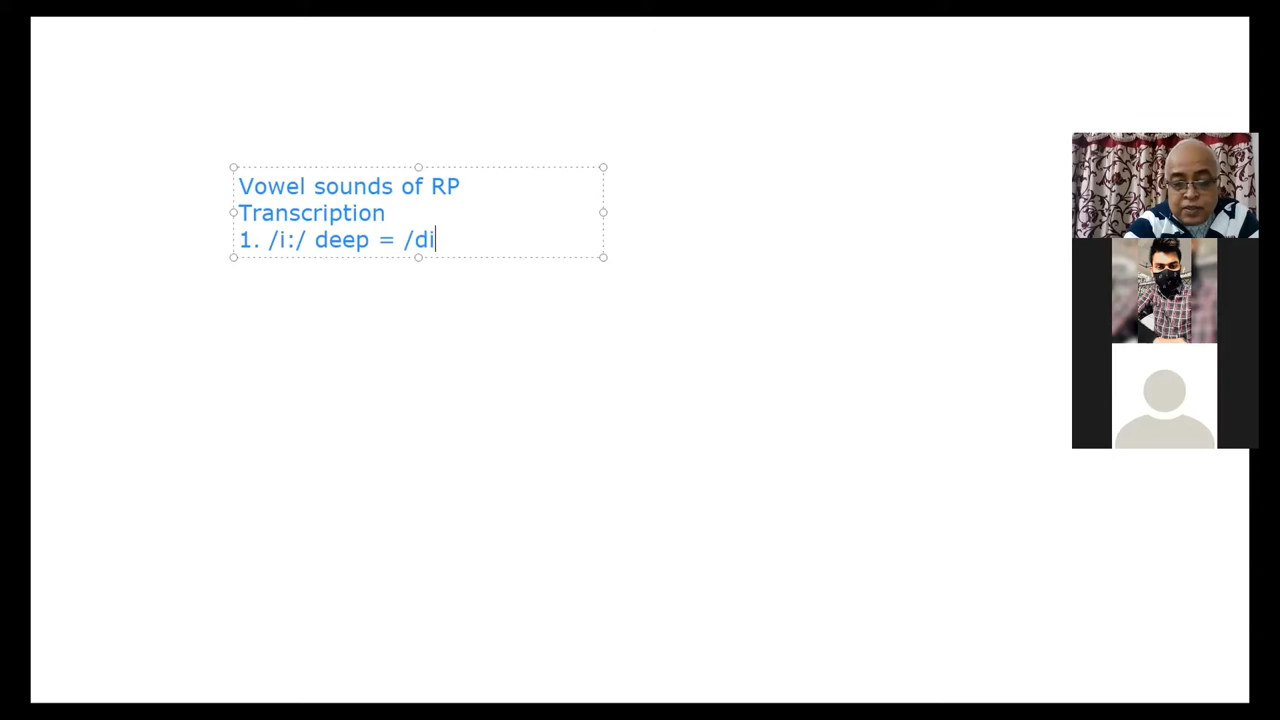 Vowel sounds of RP
Transcription
1. /i:/ deep = /di